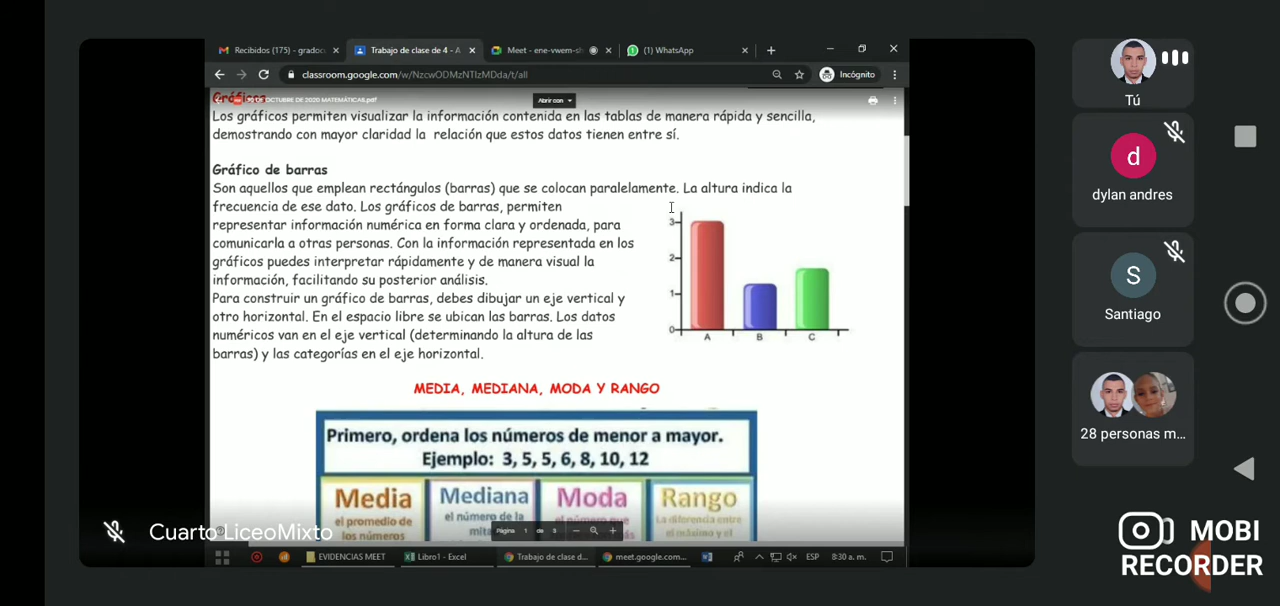 Recibidos (175) - gradoc
Trabajo de clase de 4 - A
Meet - ene-vwem-sh
(1) WhatsApp
classroom.google.com/w/NzcwODMzNTIzMDda/t/all
Incógnito
Gráficos
DE OCTUBRE DE 2020 MATEMÁTICAS.pdf
Abrir con
Los gráficos permiten visualizar la información contenida en las tablas de manera rápida y sencilla,
demostrando con mayor claridad la relación que estos datos tienen entre sí.
Gráfico de barras
Son aquellos que emplean rectángulos (barras) que se colocan paralelamente. La altura indica la
frecuencia de ese dato. Los gráficos de barras, permiten
representar información numérica en forma clara y ordenada, para
comunicarla a otras personas. Con la información representada en los
gráficos puedes interpretar rápidamente y de manera visual la
información, facilitando su posterior análisis.
Para construir un gráfico de barras, debes dibujar un eje vertical y
otro horizontal. En el espacio libre se ubican las barras. Los datos
numéricos van en el eje vertical (determinando la altura de las
barras) y las categorías en el eje horizontal.
3
2
1
0
A B C
MEDIA, MEDIANA, MODA Y RANGO
Primero, ordena los números de menor a mayor.
Ejemplo: 3, 5, 5, 6, 8, 10, 12
Media
el promedio de
los números
Mediana
el número de la
Moda
el número que
Rango
La diferencia entre
el máximo y el
Página 1 de 3
Cuarto LiceoMixto
EVIDENCIAS MEET
Libro1 - Excel
Trabajo de clase d...
meet.google.com...
ESP
8:30 a. m.
Tú
d
dylan andres
S
Santiago
28 personas m...
MOBI
RECORDER